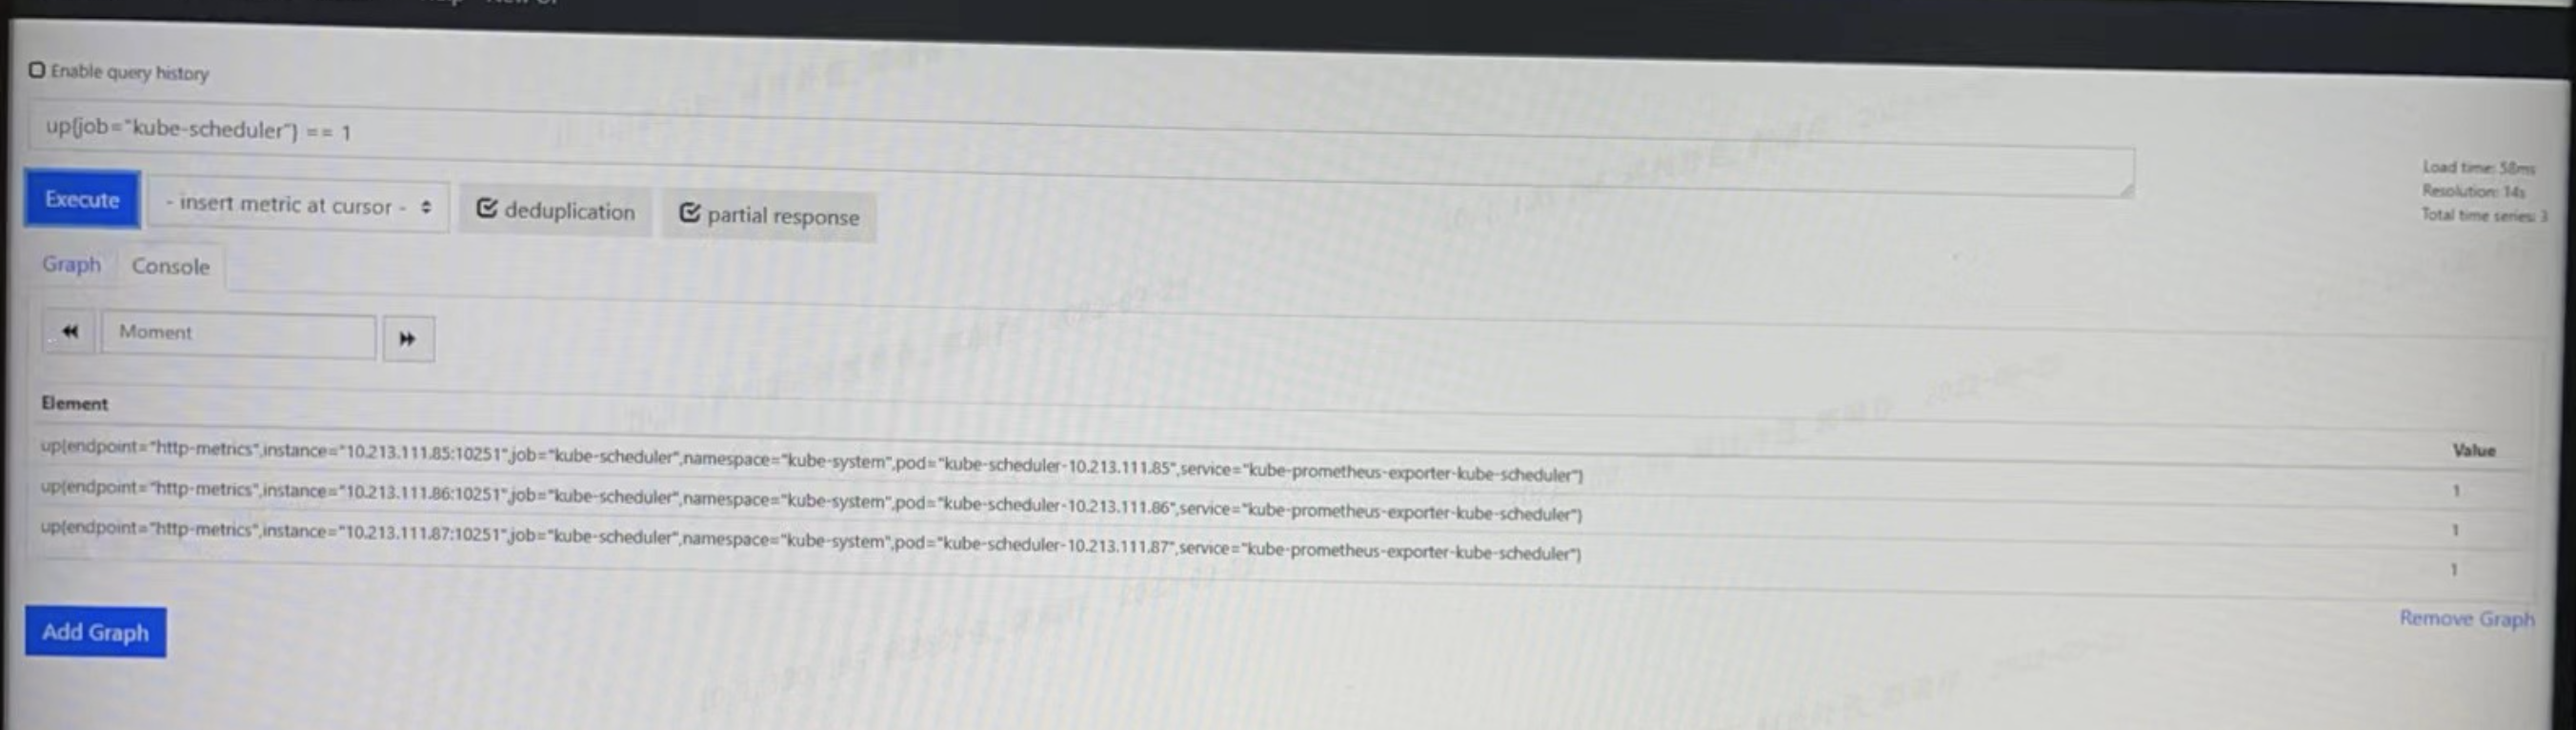 Enable query history
up{job="kube-scheduler"} == 1
Load time: 58ms
Resolution: 14s
Total time series: 3
Execute
- insert metric at cursor -
deduplication
partial response
Graph
Console
Moment
Element
Value
up{endpoint="http-metrics",instance="10.213.111.85:10251",job="kube-scheduler",namespace="kube-system",pod="kube-scheduler-10.213.111.85",service="kube-prometheus-exporter-kube-scheduler"}
1
up{endpoint="http-metrics",instance="10.213.111.86:10251",job="kube-scheduler",namespace="kube-system",pod="kube-scheduler-10.213.111.86",service="kube-prometheus-exporter-kube-scheduler"}
1
up{endpoint="http-metrics",instance="10.213.111.87:10251",job="kube-scheduler",namespace="kube-system",pod="kube-scheduler-10.213.111.87",service="kube-prometheus-exporter-kube-scheduler"}
1
Add Graph
Remove Graph